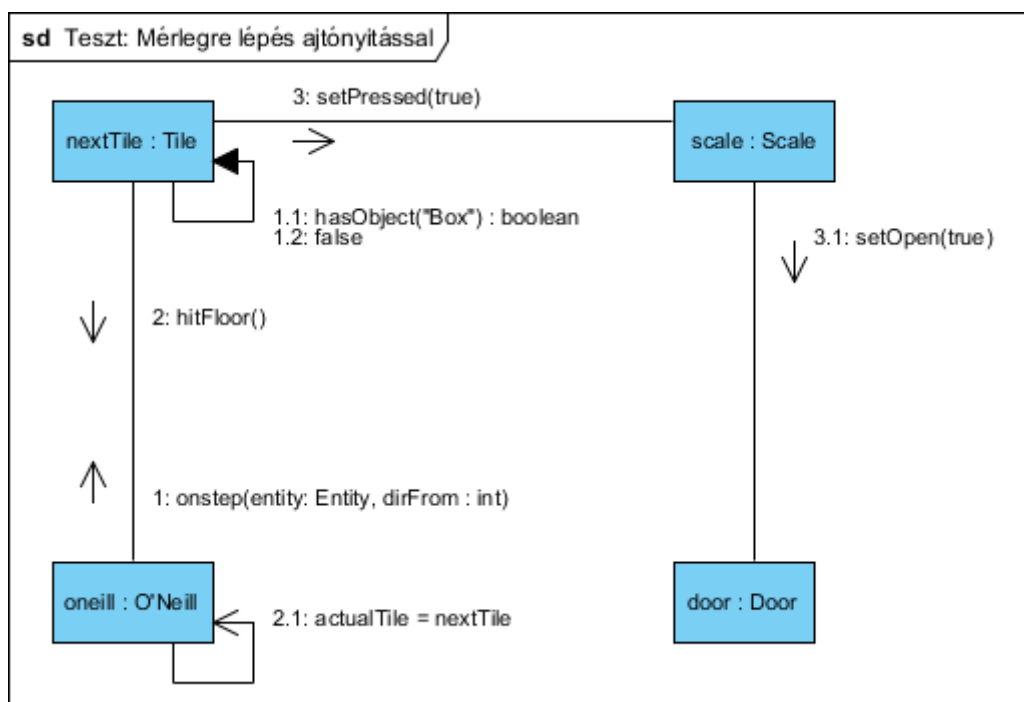 sd Teszt: Mérlegre lépés ajtónyitással
3: setPressed(true)
nextTile : Tile
scale : Scale
1.1: hasObject("Box") : boolean
1.2: false
3.1: setOpen(true)
2: hitFloor()
1: onstep(entity: Entity, dirFrom : int)
oneill : O'Neill
2.1: actualTile = nextTile
door : Door